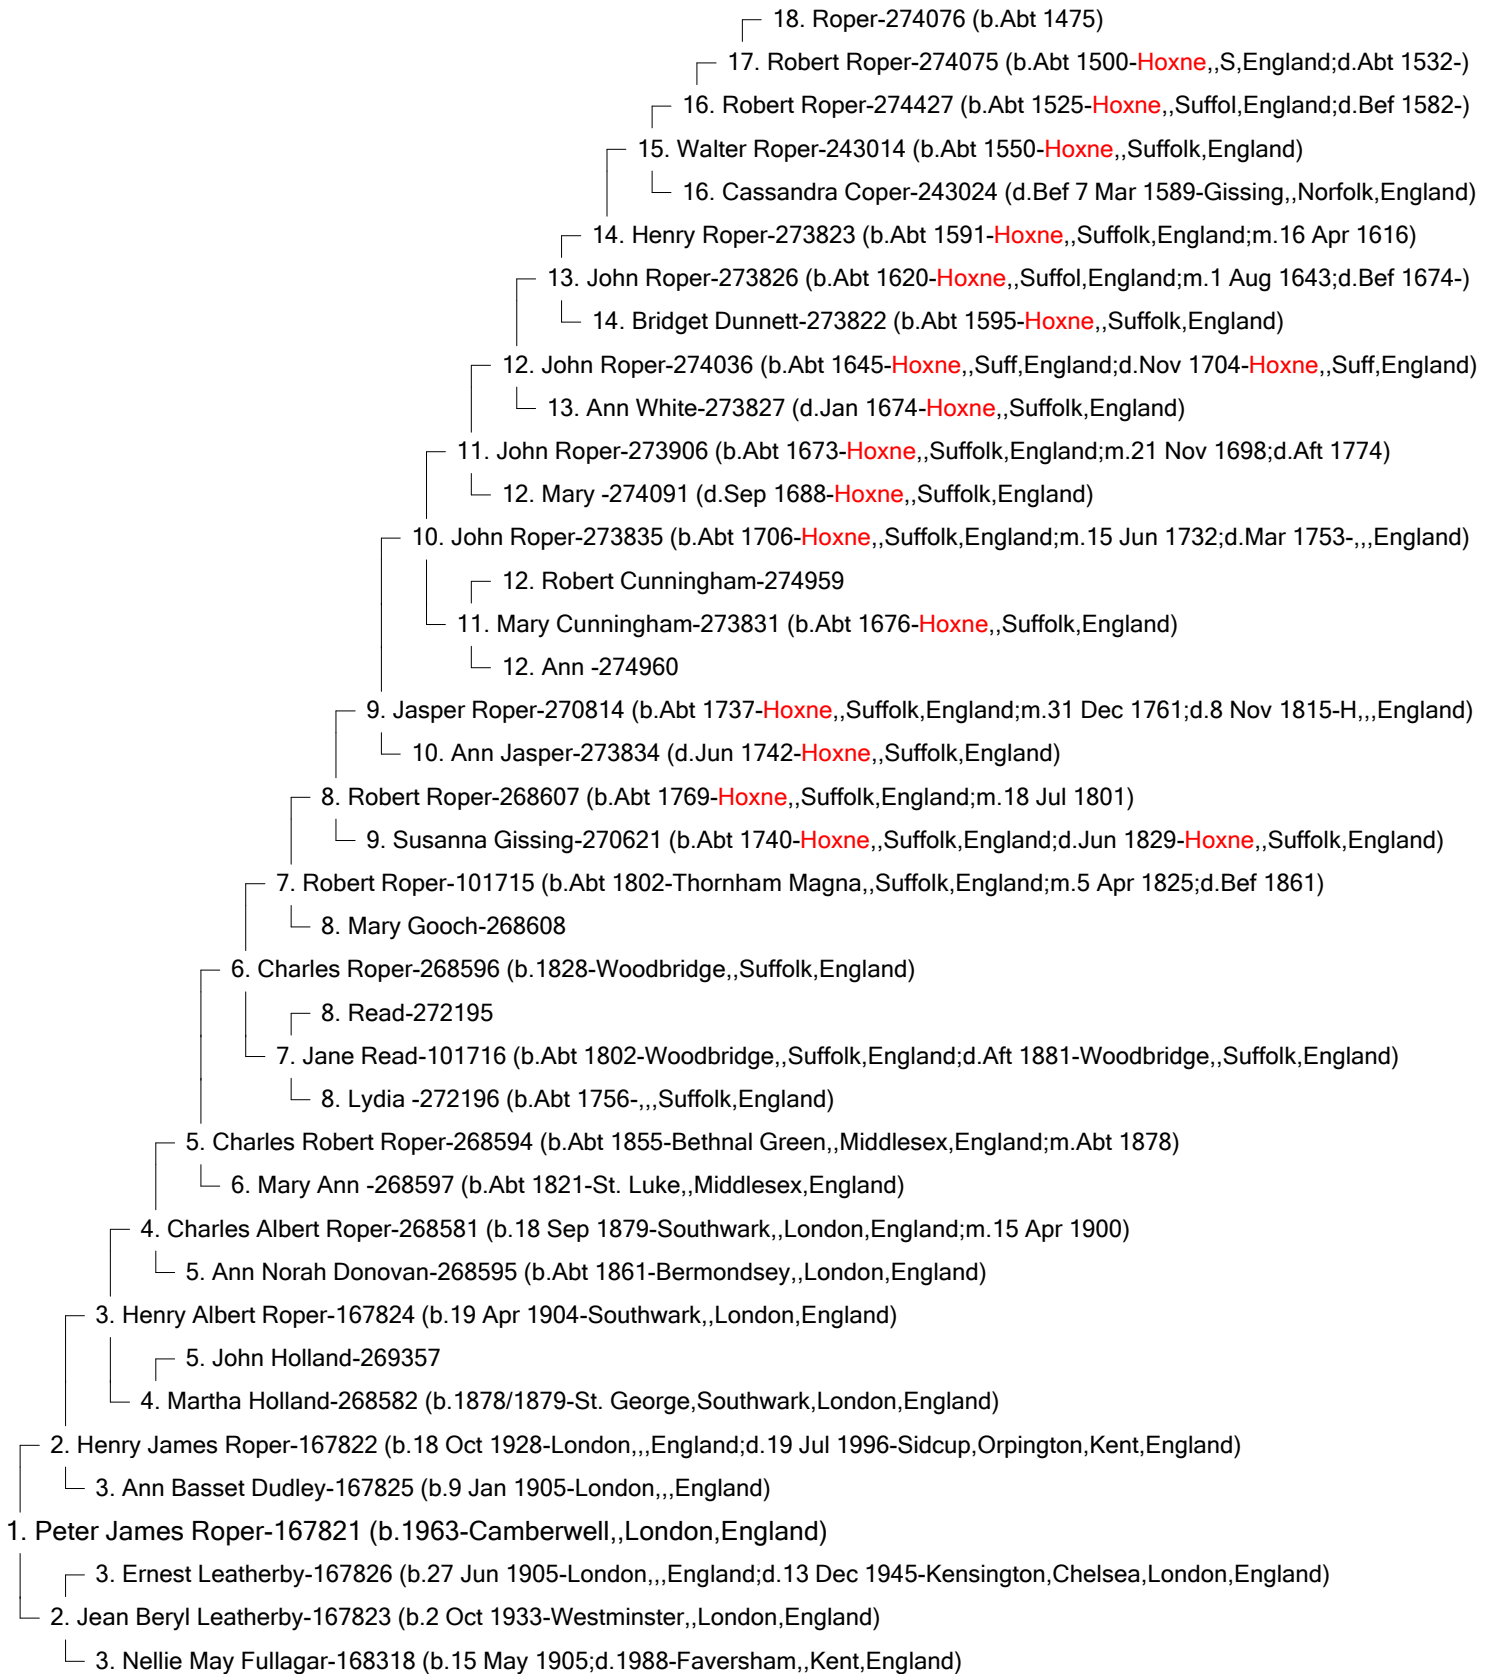 18. Roper-274076 (b.Abt 1475)
17. Robert Roper-274075 (b.Abt 1500-Hoxne,,S,England;d.Abt 1532-)
16. Robert Roper-274427 (b.Abt 1525-Hoxne,,Suffol,England;d.Bef 1582-)
15. Walter Roper-243014 (b.Abt 1550-Hoxne,,Suffolk,England)
16. Cassandra Coper-243024 (d.Bef 7 Mar 1589-Gissing,,Norfolk,England)
14. Henry Roper-273823 (b.Abt 1591-Hoxne,,Suffolk,England;m.16 Apr 1616)
13. John Roper-273826 (b.Abt 1620-Hoxne,,Suffol,England;m.1 Aug 1643;d.Bef 1674-)
14. Bridget Dunnett-273822 (b.Abt 1595-Hoxne,,Suffolk,England)
12. John Roper-274036 (b.Abt 1645-Hoxne,,Suff,England;d.Nov 1704-Hoxne,,Suff,England)
13. Ann White-273827 (d.Jan 1674-Hoxne,,Suffolk,England)
11. John Roper-273906 (b.Abt 1673-Hoxne,,Suffolk,England;m.21 Nov 1698;d.Aft 1774)
12. Mary -274091 (d.Sep 1688-Hoxne,,Suffolk,England)
10. John Roper-273835 (b.Abt 1706-Hoxne,,Suffolk,England;m.15 Jun 1732;d.Mar 1753-,,,England)
12. Robert Cunningham-274959
11. Mary Cunningham-273831 (b.Abt 1676-Hoxne,,Suffolk,England)
12. Ann -274960
9. Jasper Roper-270814 (b.Abt 1737-Hoxne,,Suffolk,England;m.31 Dec 1761;d.8 Nov 1815-H,,,England)
10. Ann Jasper-273834 (d.Jun 1742-Hoxne,,Suffolk,England)
8. Robert Roper-268607 (b.Abt 1769-Hoxne,,Suffolk,England;m.18 Jul 1801)
9. Susanna Gissing-270621 (b.Abt 1740-Hoxne,,Suffolk,England;d.Jun 1829-Hoxne,,Suffolk,England)
7. Robert Roper-101715 (b.Abt 1802-Thornham Magna,,Suffolk,England;m.5 Apr 1825;d.Bef 1861)
8. Mary Gooch-268608
6. Charles Roper-268596 (b.1828-Woodbridge,,Suffolk,England)
8. Read-272195
7. Jane Read-101716 (b.Abt 1802-Woodbridge,,Suffolk,England;d.Aft 1881-Woodbridge,,Suffolk,England)
8. Lydia -272196 (b.Abt 1756-,,,Suffolk,England)
5. Charles Robert Roper-268594 (b.Abt 1855-Bethnal Green,,Middlesex,England;m.Abt 1878)
6. Mary Ann -268597 (b.Abt 1821-St. Luke,,Middlesex,England)
4. Charles Albert Roper-268581 (b.18 Sep 1879-Southwark,,London,England;m.15 Apr 1900)
5. Ann Norah Donovan-268595 (b.Abt 1861-Bermondsey,,London,England)
3. Henry Albert Roper-167824 (b.19 Apr 1904-Southwark,,London,England)
5. John Holland-269357
4. Martha Holland-268582 (b.1878/1879-St. George,Southwark,London,England)
2. Henry James Roper-167822 (b.18 Oct 1928-London,,,England;d.19 Jul 1996-Sidcup,Orpington,Kent,England)
3. Ann Basset Dudley-167825 (b.9 Jan 1905-London,,,England)
1. Peter James Roper-167821 (b.1963-Camberwell,,London,England)
3. Ernest Leatherby-167826 (b.27 Jun 1905-London,,,England;d.13 Dec 1945-Kensington,Chelsea,London,England)
2. Jean Beryl Leatherby-167823 (b.2 Oct 1933-Westminster,,London,England)
3. Nellie May Fullagar-168318 (b.15 May 1905;d.1988-Faversham,,Kent,England)